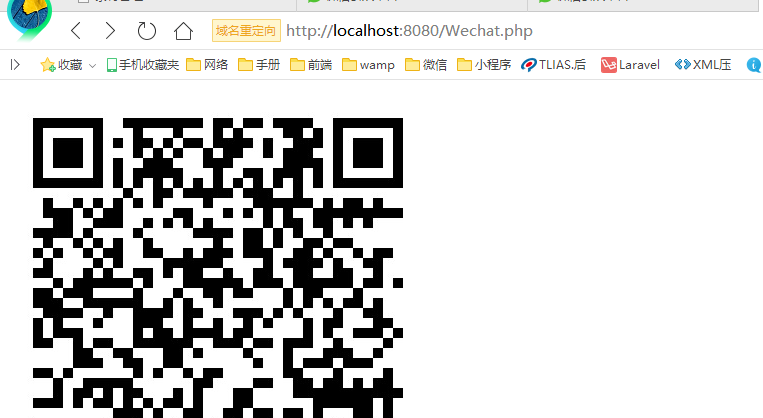 域名重定向 http://localhost:8080/Wechat.php
收藏 手机收藏夹 网络 手册 前端 wamp 微信 小程序 TLIAS.后 Laravel XML压